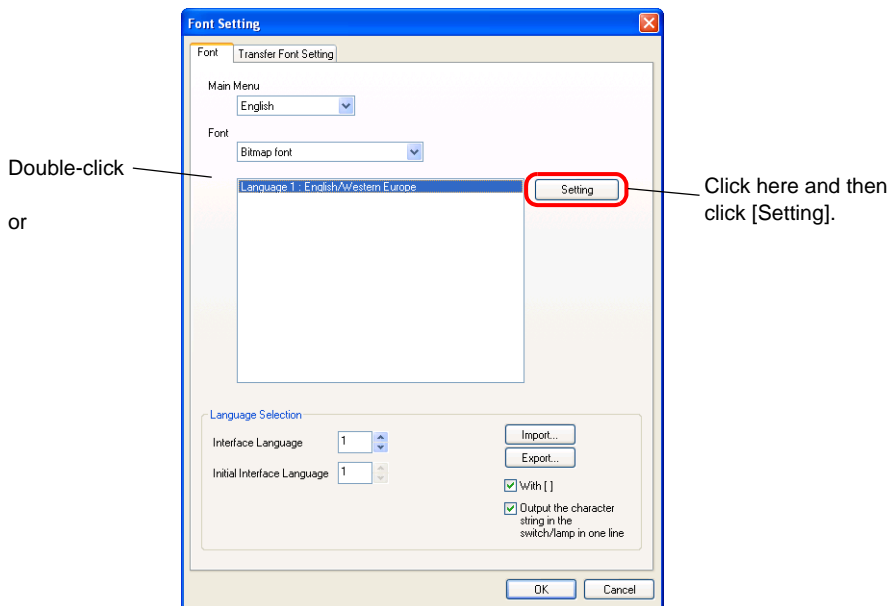 Font Setting
Font Transfer Font Setting
Main Menu
English
Font
Bitmap font
Double-click
or
Language 1 : English/Western Europe
Setting
Click here and then
click [Setting].
Language Selection
Interface Language 1
Initial Interface Language 1
Import...
Export...
With [ ]
Output the character
string in the
switch/lamp in one line
OK Cancel